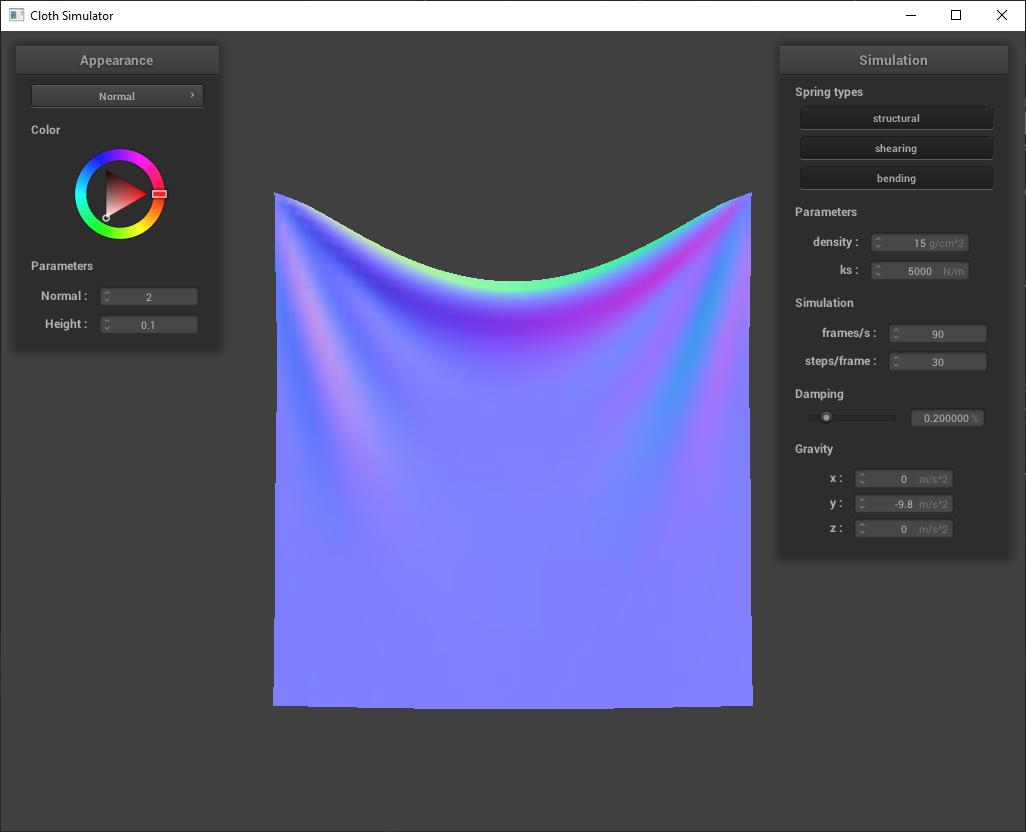 Cloth Simulator
Appearance
Normal
Color
Parameters
Normal : 2
Height : 0.1
Simulation
Spring types
structural
shearing
bending
Parameters
density : 15 g/cm^2
ks : 5000 N/m
Simulation
frames/s : 90
steps/frame : 30
Damping
0.200000 %
Gravity
x : 0 m/s^2
y : -9.8 m/s^2
z : 0 m/s^2